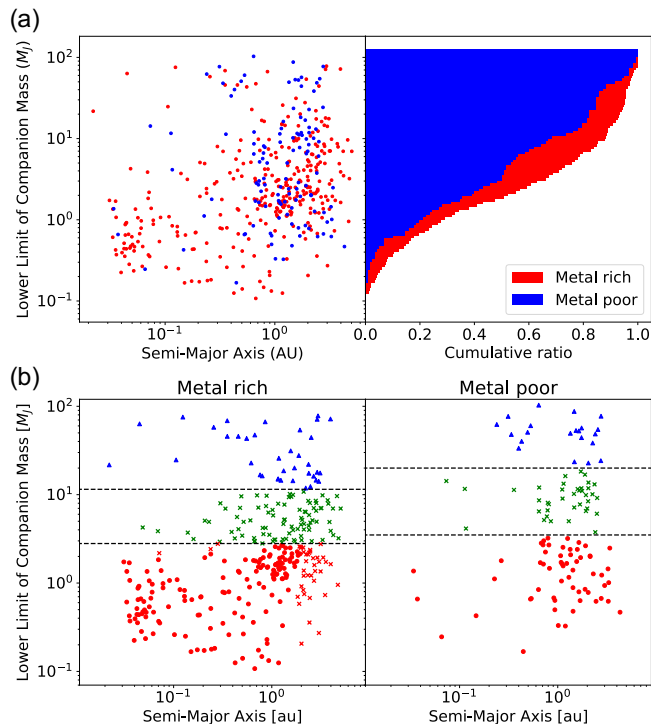 (a)
Lower Limit of Companion Mass (M_J)
10²
10¹
10⁰
10⁻¹
10⁻¹ 10⁰ 0.0 0.2 0.4 0.6 0.8 1.0
Semi-Major Axis (AU) Cumulative ratio
Metal rich
Metal poor
(b)
Metal rich Metal poor
Lower Limit of Companion Mass [M_J]
10²
10¹
10⁰
10⁻¹
10⁻¹ 10⁰ 10⁻¹ 10⁰
Semi-Major Axis [au] Semi-Major Axis [au]